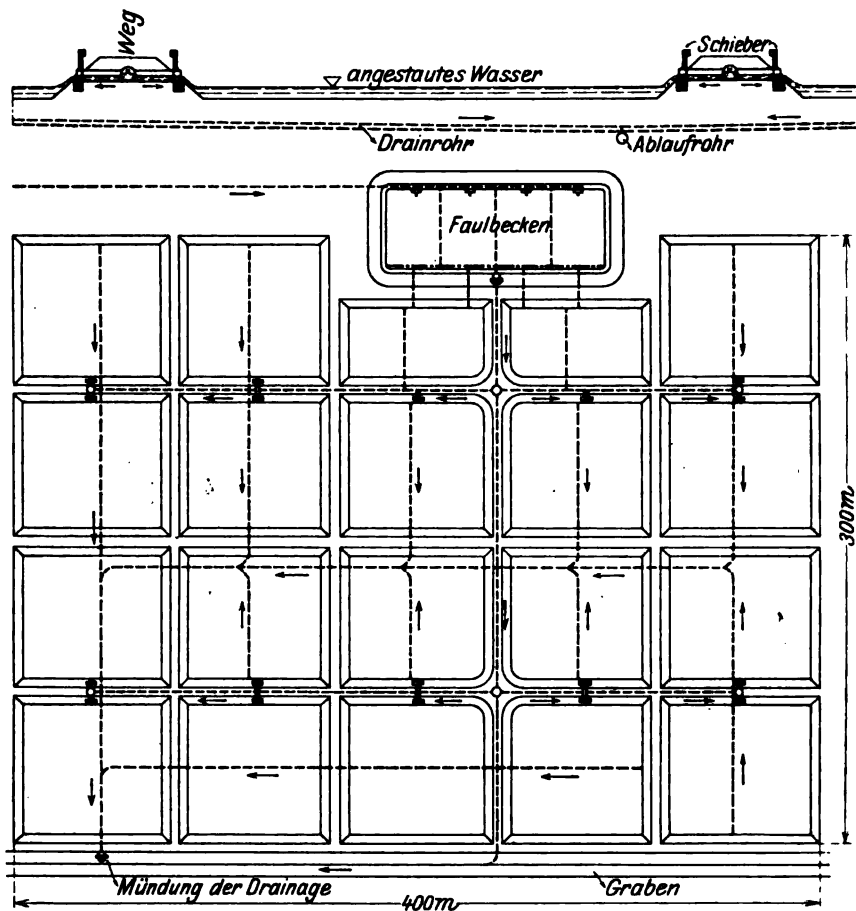 Weg
Schieber
angestautes Wasser
Drainrohr
Ablaufrohr
Faulbecken
300m
Mündung der Drainage
Graben
400m